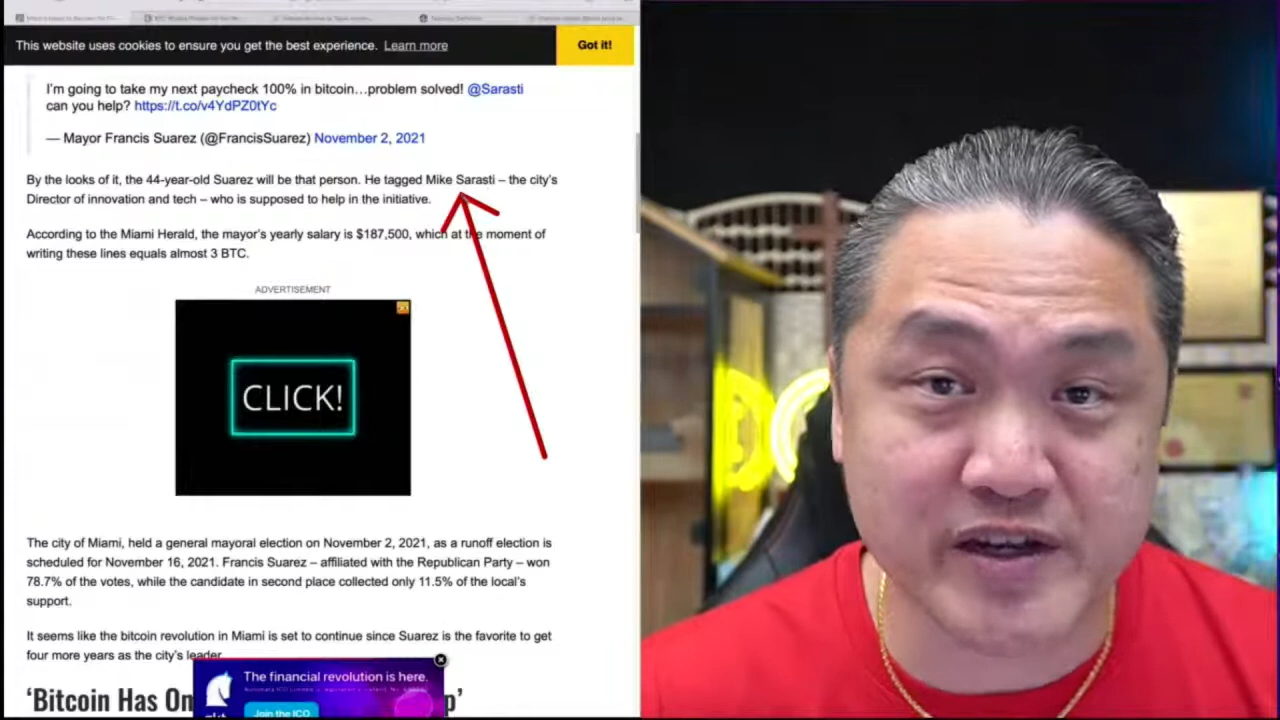 This website uses cookies to ensure you get the best experience. Learn more
Got it!
I'm going to take my next paycheck 100% in bitcoin…problem solved! @Sarasti
can you help? https://t.co/v4YdPZ0tYc
— Mayor Francis Suarez (@FrancisSuarez) November 2, 2021
By the looks of it, the 44-year-old Suarez will be that person. He tagged Mike Sarasti – the city's
Director of innovation and tech – who is supposed to help in the initiative.
According to the Miami Herald, the mayor's yearly salary is $187,500, which at the moment of
writing these lines equals almost 3 BTC.
ADVERTISEMENT
CLICK!
The city of Miami, held a general mayoral election on November 2, 2021, as a runoff election is
scheduled for November 16, 2021. Francis Suarez – affiliated with the Republican Party – won
78.7% of the votes, while the candidate in second place collected only 11.5% of the local's
support.
It seems like the bitcoin revolution in Miami is set to continue since Suarez is the favorite to get
four more years as the city's leader.
The financial revolution is here.
Join the ICO
'Bitcoin Has On